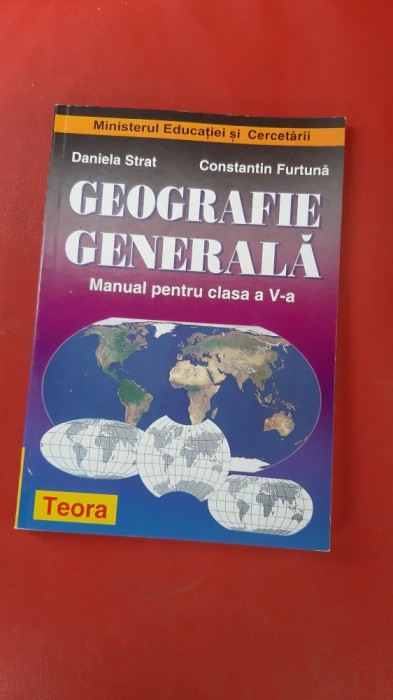 Ministerul Educației și Cercetării
Daniela Strat Constantin Furtună
GEOGRAFIE
GENERALĂ
Manual pentru clasa a V-a
Teora